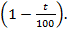 (1 − t/100).